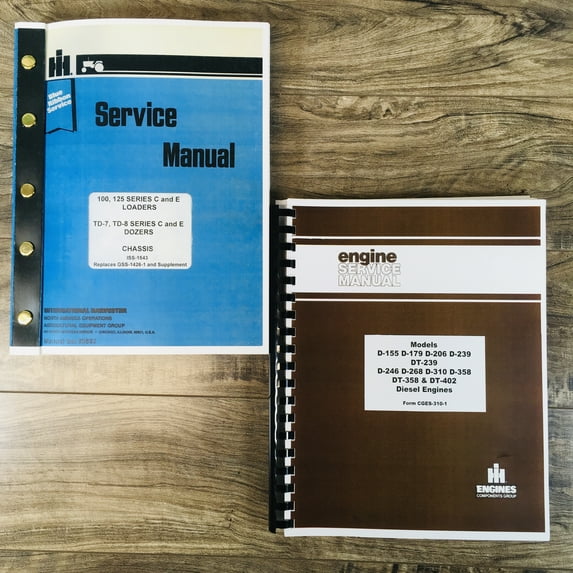 IH
Blue
Ribbon
Service
Service
Manual
100, 125 SERIES C and E
LOADERS
TD-7, TD-8 SERIES C and E
DOZERS
CHASSIS
ISS-1543
Replaces GSS-1426-1 and Supplement
INTERNATIONAL HARVESTER
NORTH AMERICA OPERATIONS
AGRICULTURAL EQUIPMENT GROUP
engine
SERVICE
MANUAL
Models
D-155 D-179 D-206 D-239
DT-239
D-246 D-268 D-310 D-358
DT-358 & DT-402
Diesel Engines
Form CGES-310-1
IH
ENGINES
COMPONENTS GROUP